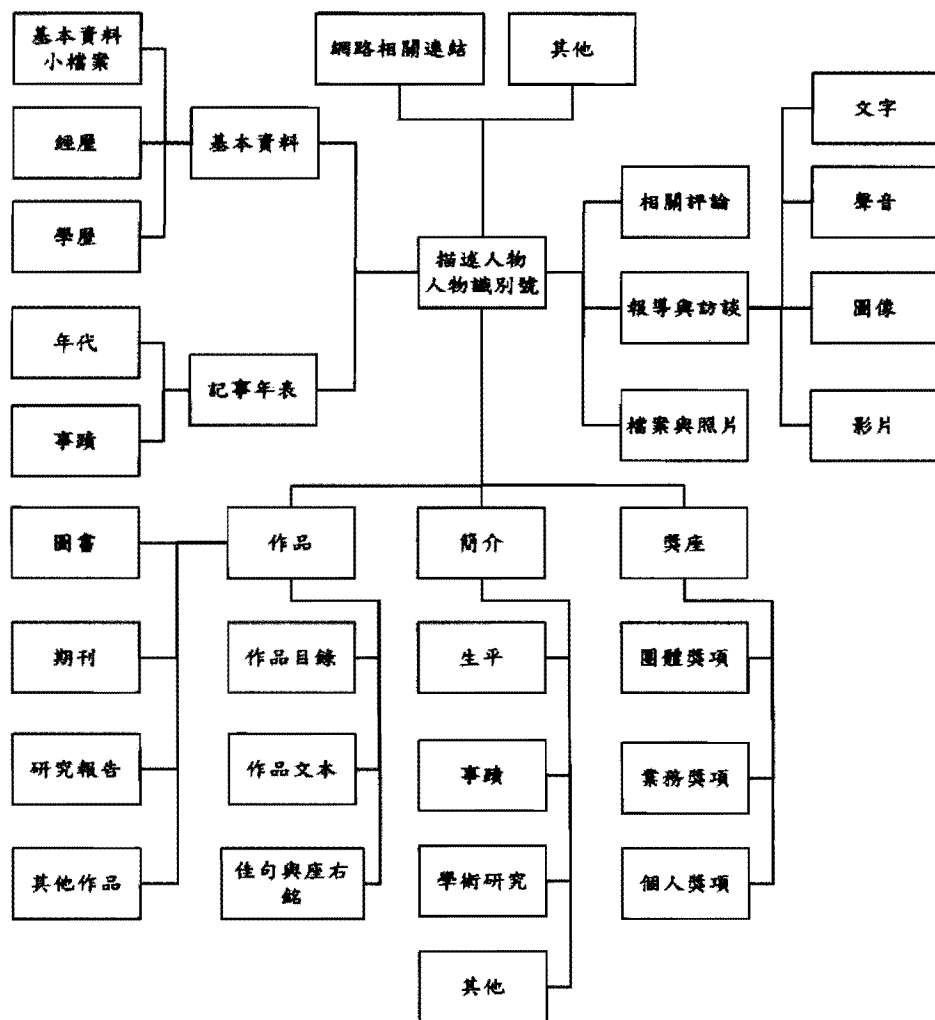 基本資料
小檔案
網路相關連結
其他
經歷
基本資料
文字
學歷
相關評論
聲音
描述人物
人物識別號
年代
報導與訪談
圖像
記事年表
事蹟
檔案與照片
影片
圖書
作品
簡介
獎座
期刊
作品目錄
生平
團體獎項
研究報告
作品文本
事蹟
業務獎項
其他作品
佳句與座右
銘
學術研究
個人獎項
其他